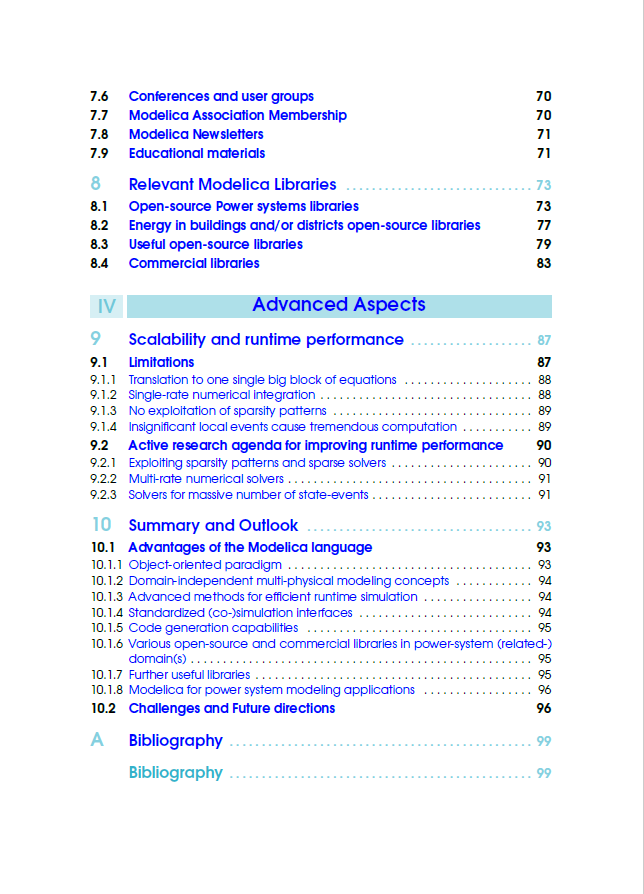 7.6 Conferences and user groups 70
7.7 Modelica Association Membership 70
7.8 Modelica Newsletters 71
7.9 Educational materials 71
8 Relevant Modelica Libraries . . . . . . . . . . . . . . . . . . . . . . . . . . . . . 73
8.1 Open-source Power systems libraries 73
8.2 Energy in buildings and/or districts open-source libraries 77
8.3 Useful open-source libraries 79
8.4 Commercial libraries 83
IV Advanced Aspects
9 Scalability and runtime performance . . . . . . . . . . . . . . . . . . . 87
9.1 Limitations 87
9.1.1 Translation to one single big block of equations . . . . . . . . . . . . . . . . . . . . 88
9.1.2 Single-rate numerical integration . . . . . . . . . . . . . . . . . . . . . . . . . . . . . . . . . 88
9.1.3 No exploitation of sparsity patterns . . . . . . . . . . . . . . . . . . . . . . . . . . . . . . . 89
9.1.4 Insignificant local events cause tremendous computation . . . . . . . . . . . 89
9.2 Active research agenda for improving runtime performance 90
9.2.1 Exploiting sparsity patterns and sparse solvers . . . . . . . . . . . . . . . . . . . . . . 90
9.2.2 Multi-rate numerical solvers . . . . . . . . . . . . . . . . . . . . . . . . . . . . . . . . . . . . . . 91
9.2.3 Solvers for massive number of state-events . . . . . . . . . . . . . . . . . . . . . . . . . 91
10 Summary and Outlook . . . . . . . . . . . . . . . . . . . . . . . . . . . . . . . . . . . 93
10.1 Advantages of the Modelica language 93
10.1.1 Object-oriented paradigm . . . . . . . . . . . . . . . . . . . . . . . . . . . . . . . . . . . . . . 93
10.1.2 Domain-independent multi-physical modeling concepts . . . . . . . . . . . . 94
10.1.3 Advanced methods for efficient runtime simulation . . . . . . . . . . . . . . . . . 94
10.1.4 Standardized (co-)simulation interfaces . . . . . . . . . . . . . . . . . . . . . . . . . . . 94
10.1.5 Code generation capabilities . . . . . . . . . . . . . . . . . . . . . . . . . . . . . . . . . . . 95
10.1.6 Various open-source and commercial libraries in power-system (related-)
domain(s) . . . . . . . . . . . . . . . . . . . . . . . . . . . . . . . . . . . . . . . . . . . . . . . . . . . . . 95
10.1.7 Further useful libraries . . . . . . . . . . . . . . . . . . . . . . . . . . . . . . . . . . . . . . . . . . . 95
10.1.8 Modelica for power system modeling applications . . . . . . . . . . . . . . . . . 96
10.2 Challenges and Future directions 96
A Bibliography . . . . . . . . . . . . . . . . . . . . . . . . . . . . . . . . . . . . . . . . . . . . . . . 99
Bibliography . . . . . . . . . . . . . . . . . . . . . . . . . . . . . . . . . . . . . . . . . . . . . . . 99